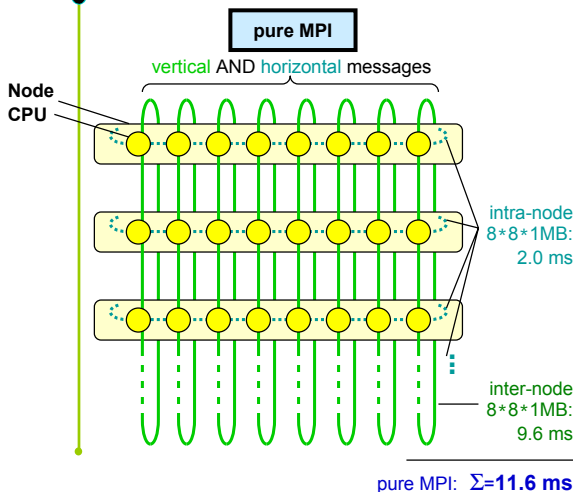 pure MPI
vertical AND horizontal messages
Node
CPU
intra-node
8*8*1MB:
2.0 ms
inter-node
8*8*1MB:
9.6 ms
pure MPI: Σ=11.6 ms